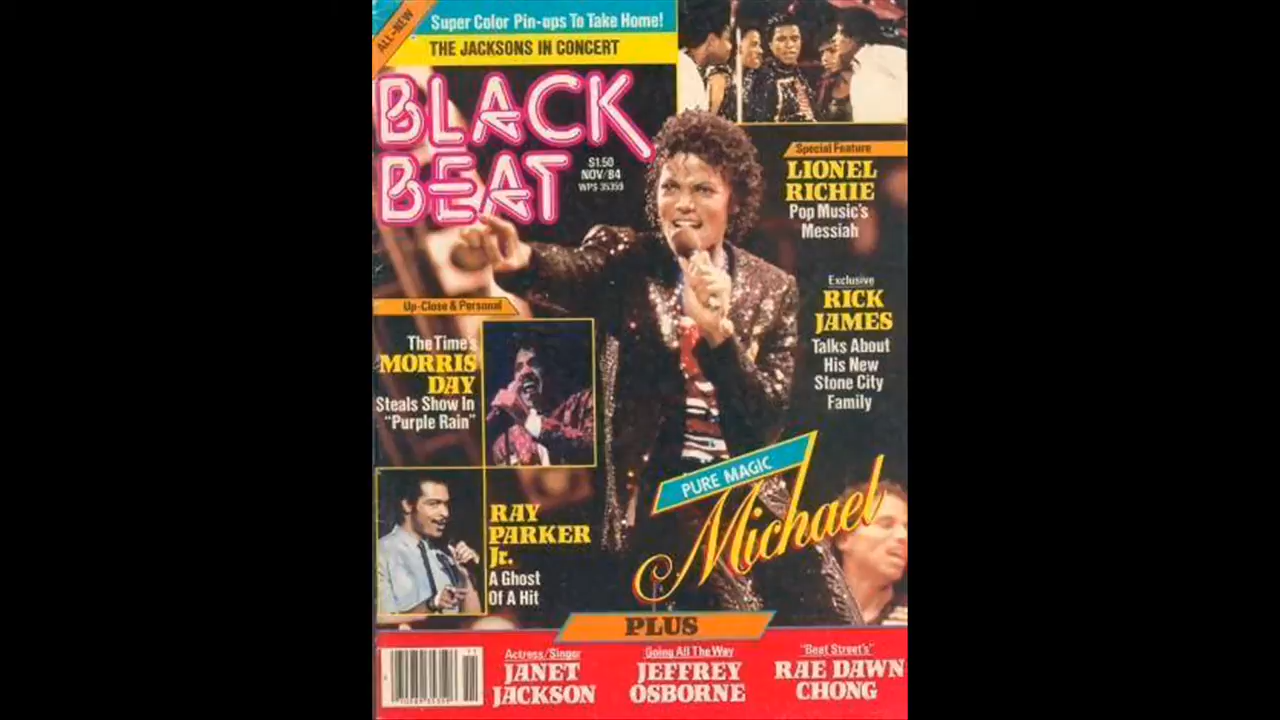 ALL-NEW
Super Color Pin-ups To Take Home!
THE JACKSONS IN CONCERT
BLACK
BEAT
$1.50
NOV/84
WPS 35359
Special Feature
LIONEL
RICHIE
Pop Music's
Messiah
Exclusive
RICK
JAMES
Talks About
His New
Stone City
Family
Up-Close & Personal
The Time's
MORRIS
DAY
Steals Show In
"Purple Rain"
RAY
PARKER
Jr.
A Ghost
Of A Hit
PURE MAGIC
Michael
PLUS
Actress/Singer
JANET
JACKSON
Going All The Way
JEFFREY
OSBORNE
"Beat Street's"
RAE DAWN
CHONG